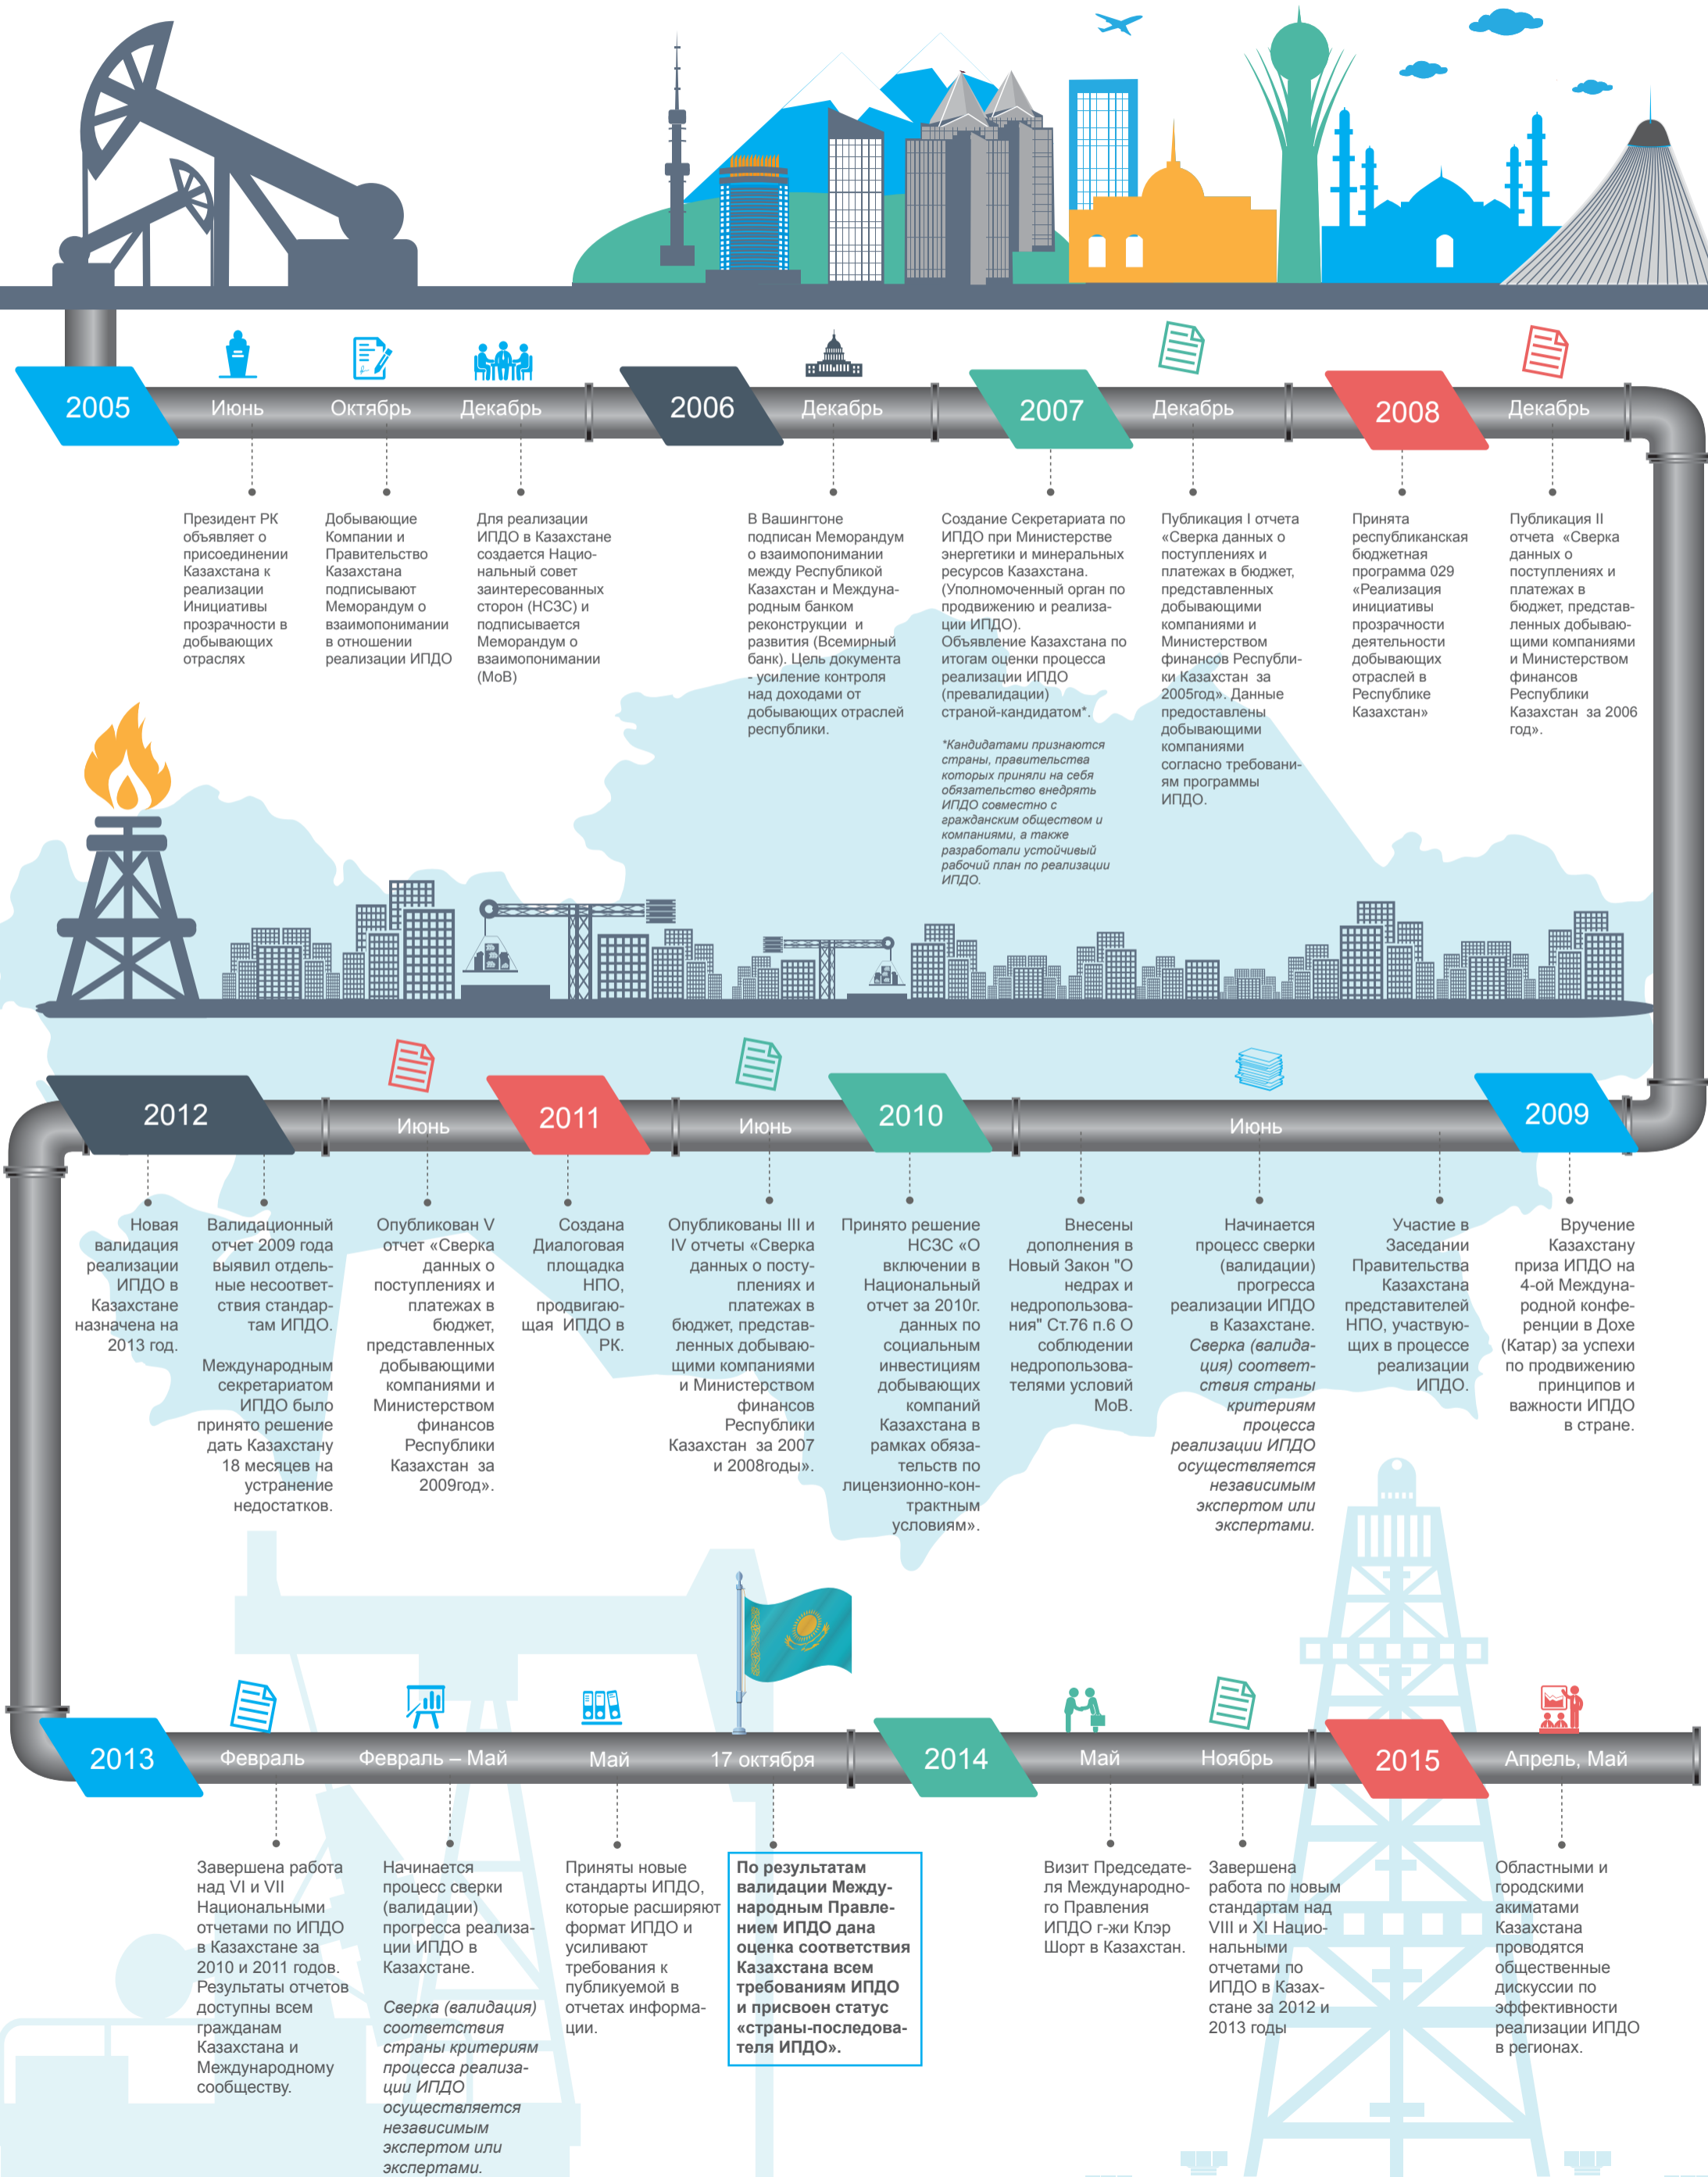 2005
Июнь
Октябрь
Декабрь
2006
Декабрь
2007
Декабрь
2008
Декабрь
Президент РК
объявляет о
присоединении
Казахстана к
реализации
Инициативы
прозрачности в
добывающих
отраслях
Добывающие
Компании и
Правительство
Казахстана
подписывают
Меморандум о
взаимопонимании
в отношении
реализации ИПДО
Для реализации
ИПДО в Казахстане
создается Нацио-
нальный совет
заинтересованных
сторон (НСЗС) и
подписывается
Меморандум о
взаимопонимании
(МоВ)
В Вашингтоне
подписан Меморандум
о взаимопонимании
между Республикой
Казахстан и Междуна-
родным банком
реконструкции и
развития (Всемирный
банк). Цель документа
- усиление контроля
над доходами от
добывающих отраслей
республики.
Создание Секретариата по
ИПДО при Министерстве
энергетики и минеральных
ресурсов Казахстана.
(Уполномоченный орган по
продвижению и реализа-
ции ИПДО).
Объявление Казахстана по
итогам оценки процесса
реализации ИПДО
(превалидации)
страной-кандидатом*.
*Кандидатами признаются
страны, правительства
которых приняли на себя
обязательство внедрять
ИПДО совместно с
гражданским обществом и
компаниями, а также
разработали устойчивый
рабочий план по реализации
ИПДО.
Публикация I отчета
«Сверка данных о
поступлениях и
платежах в бюджет,
представленных
добывающими
компаниями и
Министерством
финансов Республи-
ки Казахстан за
2005год». Данные
предоставлены
добывающими
компаниями
согласно требовани-
ям программы
ИПДО.
Принята
республиканская
бюджетная
программа 029
«Реализация
инициативы
прозрачности
деятельности
добывающих
отраслей в
Республике
Казахстан»
Публикация II
отчета «Сверка
данных о
поступлениях и
платежах в
бюджет, представ-
ленных добываю-
щими компаниями
и Министерством
финансов
Республики
Казахстан за 2006
год».
2012
Июнь
2011
Июнь
2010
Июнь
2009
Новая
валидация
реализации
ИПДО в
Казахстане
назначена на
2013 год.
Валидационный
отчет 2009 года
выявил отдель-
ные несоответ-
ствия стандар-
там ИПДО.
Международным
секретариатом
ИПДО было
принято решение
дать Казахстану
18 месяцев на
устранение
недостатков.
Опубликован V
отчет «Сверка
данных о
поступлениях и
платежах в
бюджет,
представленных
добывающими
компаниями и
Министерством
финансов
Республики
Казахстан за
2009год».
Создана
Диалоговая
площадка
НПО,
продвигаю-
щая ИПДО в
РК.
Опубликованы III и
IV отчеты «Сверка
данных о посту-
плениях и
платежах в
бюджет, представ-
ленных добываю-
щими компаниями
и Министерством
финансов
Республики
Казахстан за 2007
и 2008годы».
Принято решение
НСЗС «О
включении в
Национальный
отчет за 2010г.
данных по
социальным
инвестициям
добывающих
компаний
Казахстана в
рамках обяза-
тельств по
лицензионно-кон-
трактным
условиям».
Внесены
дополнения в
Новый Закон "О
недрах и
недропользова-
ния" Ст.76 п.6 О
соблюдении
недропользова-
телями условий
МоВ.
Начинается
процесс сверки
(валидации)
прогресса
реализации ИПДО
в Казахстане.
Сверка (валида-
ция) соответ-
ствия страны
критериям
процесса
реализации ИПДО
осуществляется
независимым
экспертом или
экспертами.
Участие в
Заседании
Правительства
Казахстана
представителей
НПО, участвую-
щих в процессе
реализации
ИПДО.
Вручение
Казахстану
приза ИПДО на
4-ой Междуна-
родной конфе-
ренции в Дохе
(Катар) за успехи
по продвижению
принципов и
важности ИПДО
в стране.
2013
Февраль
Февраль – Май
Май
17 октября
2014
Май
Ноябрь
2015
Апрель, Май
Завершена работа
над VI и VII
Национальными
отчетами по ИПДО
в Казахстане за
2010 и 2011 годов.
Результаты отчетов
доступны всем
гражданам
Казахстана и
Международному
сообществу.
Начинается
процесс сверки
(валидации)
прогресса реализа-
ции ИПДО в
Казахстане.
Сверка (валидация)
соответствия
страны критериям
процесса реализа-
ции ИПДО
осуществляется
независимым
экспертом или
экспертами.
Приняты новые
стандарты ИПДО,
которые расширяют
формат ИПДО и
усиливают
требования к
публикуемой в
отчетах информа-
ции.
По результатам
валидации Между-
народным Правле-
нием ИПДО дана
оценка соответствия
Казахстана всем
требованиям ИПДО
и присвоен статус
«страны-последова-
теля ИПДО».
Визит Председате-
ля Международно-
го Правления
ИПДО г-жи Клэр
Шорт в Казахстан.
Завершена
работа по новым
стандартам над
VIII и XI Нацио-
нальными
отчетами по
ИПДО в Казах-
стане за 2012 и
2013 годы
Областными и
городскими
акиматами
Казахстана
проводятся
общественные
дискуссии по
эффективности
реализации ИПДО
в регионах.